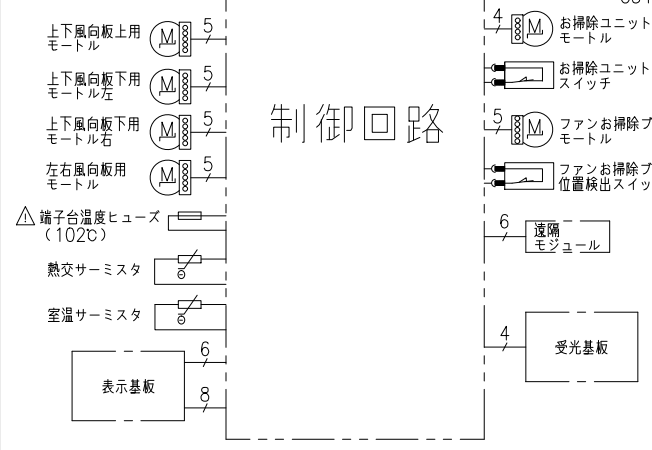 上下風向板上用
モートル
M
5
上下風向板下用
モートル左
M
5
上下風向板下用
モートル右
M
5
左右風向板用
モートル
M
5
端子台温度ヒューズ
(102℃)
熱交サーミスタ
θ
室温サーミスタ
θ
表示基板
6
8
制御回路
4
M
お掃除ユニット
モートル
お掃除ユニット
スイッチ
5
M
ファンお掃除ブ
モートル
ファンお掃除ブ
位置検出スイッ
6
遠隔
モジュール
4
受光基板